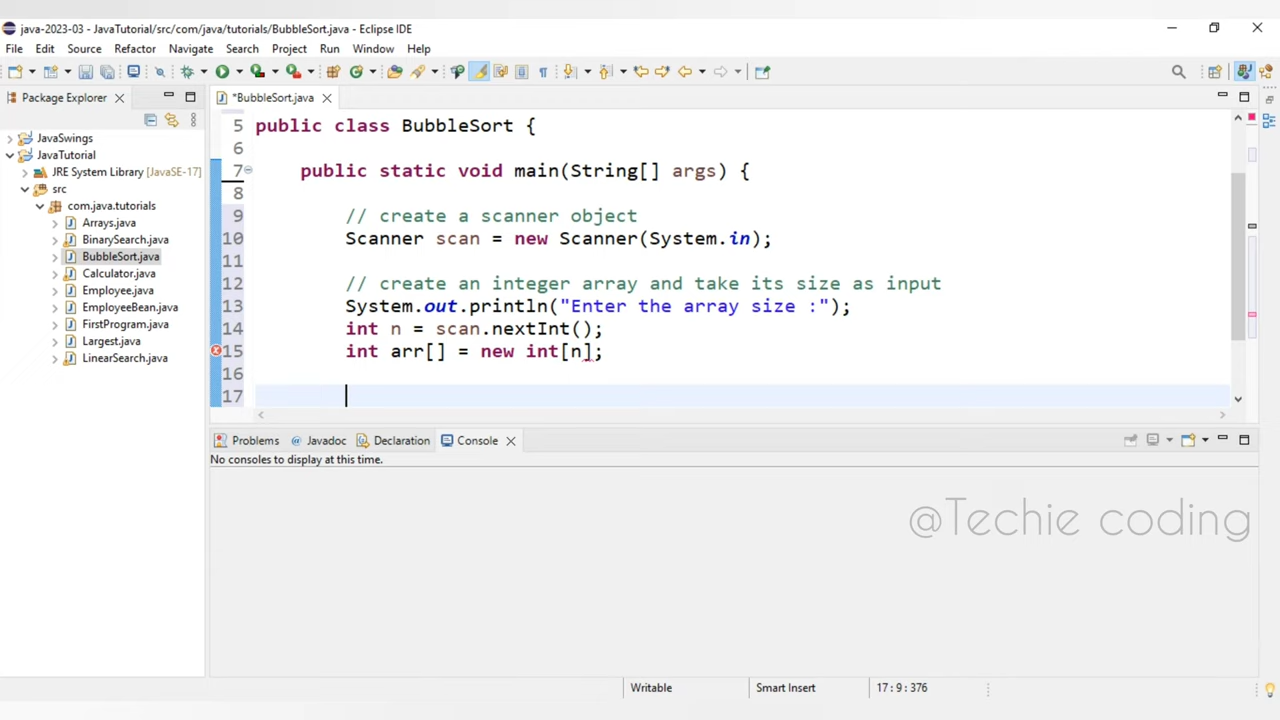 java-2023-03 - JavaTutorial/src/com/java/tutorials/BubbleSort.java - Eclipse IDE
File Edit Source Refactor Navigate Search Project Run Window Help
Package Explorer
*BubbleSort.java
JavaSwings
JavaTutorial
JRE System Library [JavaSE-17]
src
com.java.tutorials
Arrays.java
BinarySearch.java
BubbleSort.java
Calculator.java
Employee.java
EmployeeBean.java
FirstProgram.java
Largest.java
LinearSearch.java
5 public class BubbleSort {
6
7 public static void main(String[] args) {
8
9 // create a scanner object
10 Scanner scan = new Scanner(System.in);
11
12 // create an integer array and take its size as input
13 System.out.println("Enter the array size :");
14 int n = scan.nextInt();
15 int arr[] = new int[n];
16
17
Problems Javadoc Declaration Console
No consoles to display at this time.
@Techie coding
Writable Smart Insert 17 : 9 : 376